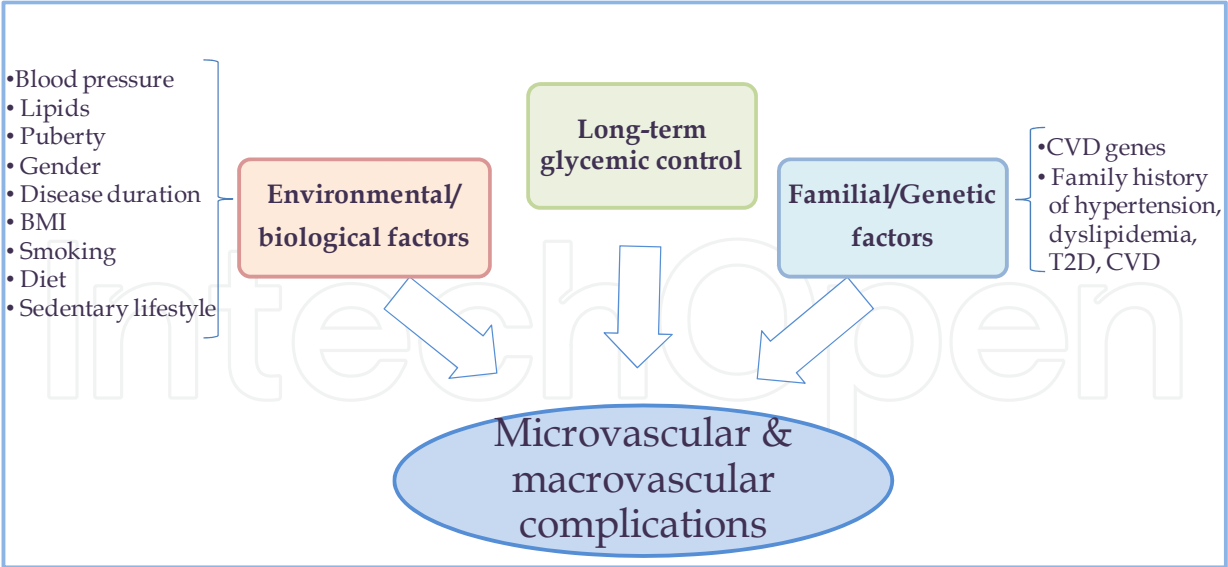 •Blood pressure
• Lipids
• Puberty
• Gender
• Disease duration
• BMI
• Smoking
• Diet
• Sedentary lifestyle
Environmental/
biological factors
Long-term
glycemic control
Familial/Genetic
factors
•CVD genes
• Family history
of hypertension,
dyslipidemia,
T2D, CVD
Microvascular &
macrovascular
complications
IntechOpen